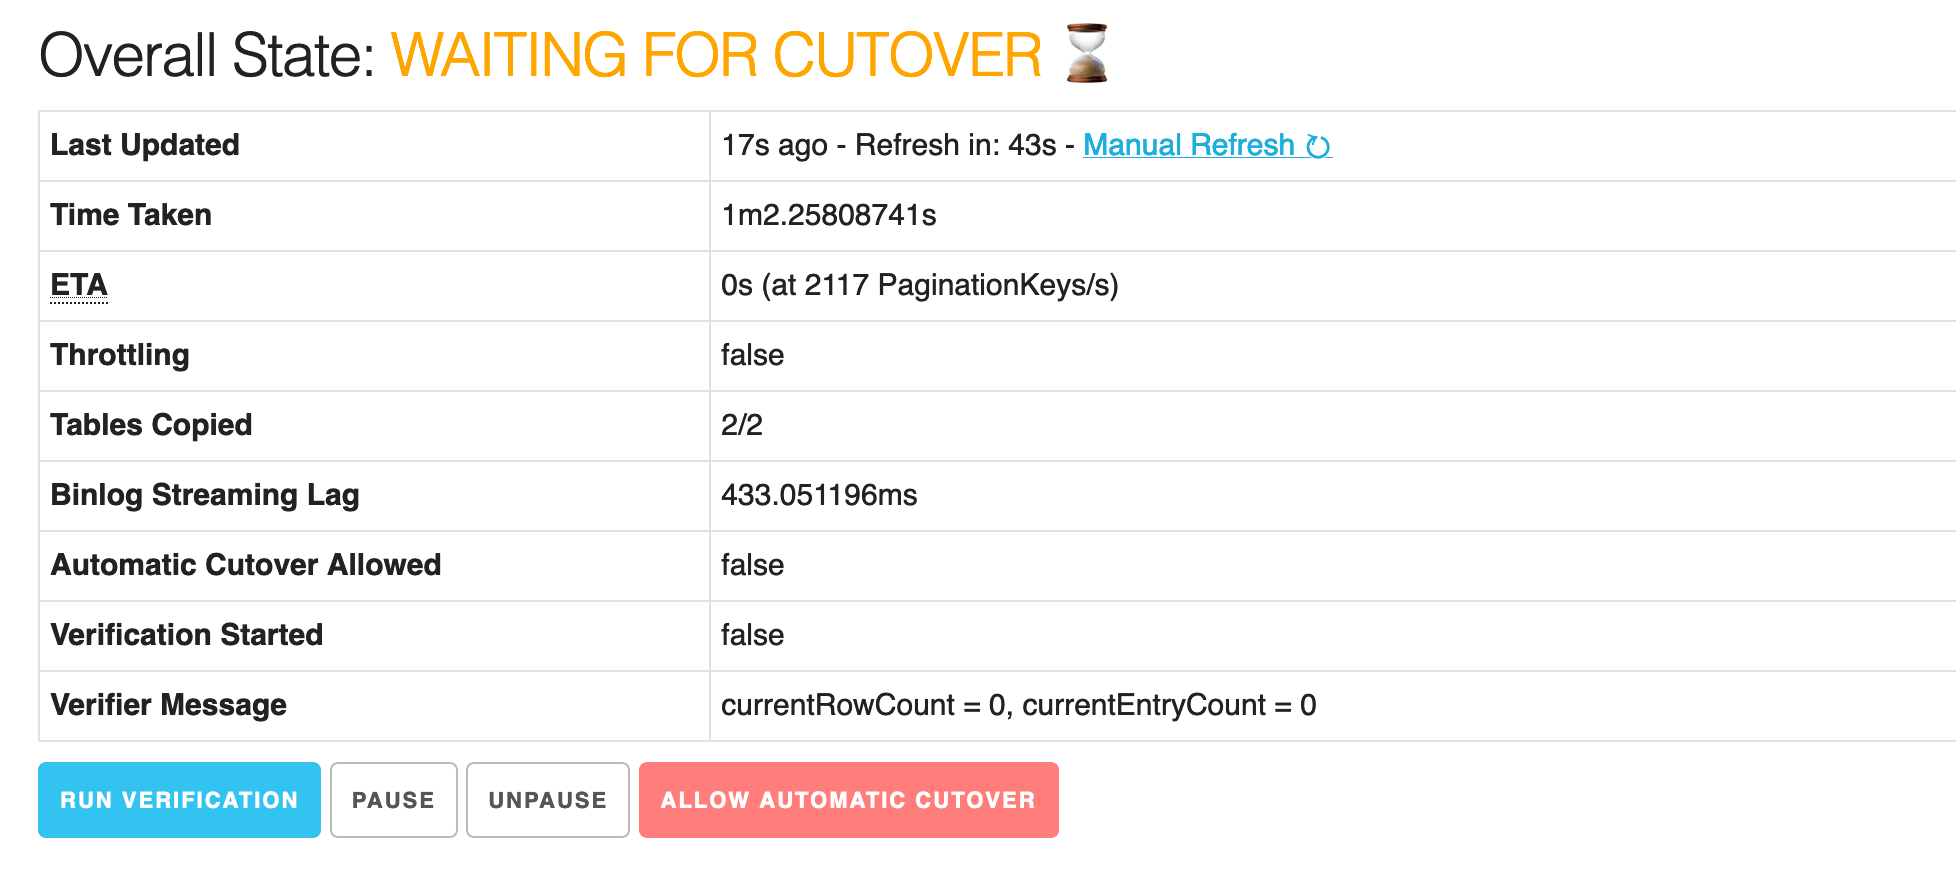 Overall State: WAITING FOR CUTOVER ⏳
Last Updated 17s ago - Refresh in: 43s - Manual Refresh ↻
Time Taken 1m2.25808741s
ETA 0s (at 2117 PaginationKeys/s)
Throttling false
Tables Copied 2/2
Binlog Streaming Lag 433.051196ms
Automatic Cutover Allowed false
Verification Started false
Verifier Message currentRowCount = 0, currentEntryCount = 0
RUN VERIFICATION PAUSE UNPAUSE ALLOW AUTOMATIC CUTOVER